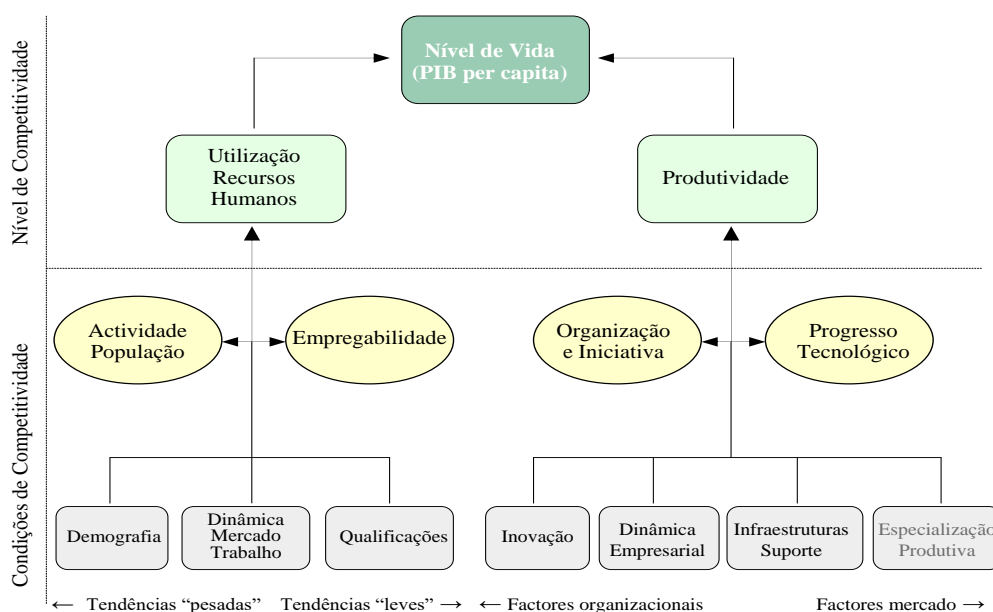 Nível de Competitividade
Nível de Vida
(PIB per capita)
Utilização
Recursos
Humanos
Produtividade
Condições de Competitividade
Actividade
População
Empregabilidade
Organização
e Iniciativa
Progresso
Tecnológico
Demografia
Dinâmica
Mercado
Trabalho
Qualificações
Inovação
Dinâmica
Empresarial
Infraestruturas
Suporte
Especialização
Produtiva
← Tendências “pesadas”
Tendências “leves” →
← Factores organizacionais
Factores mercado →